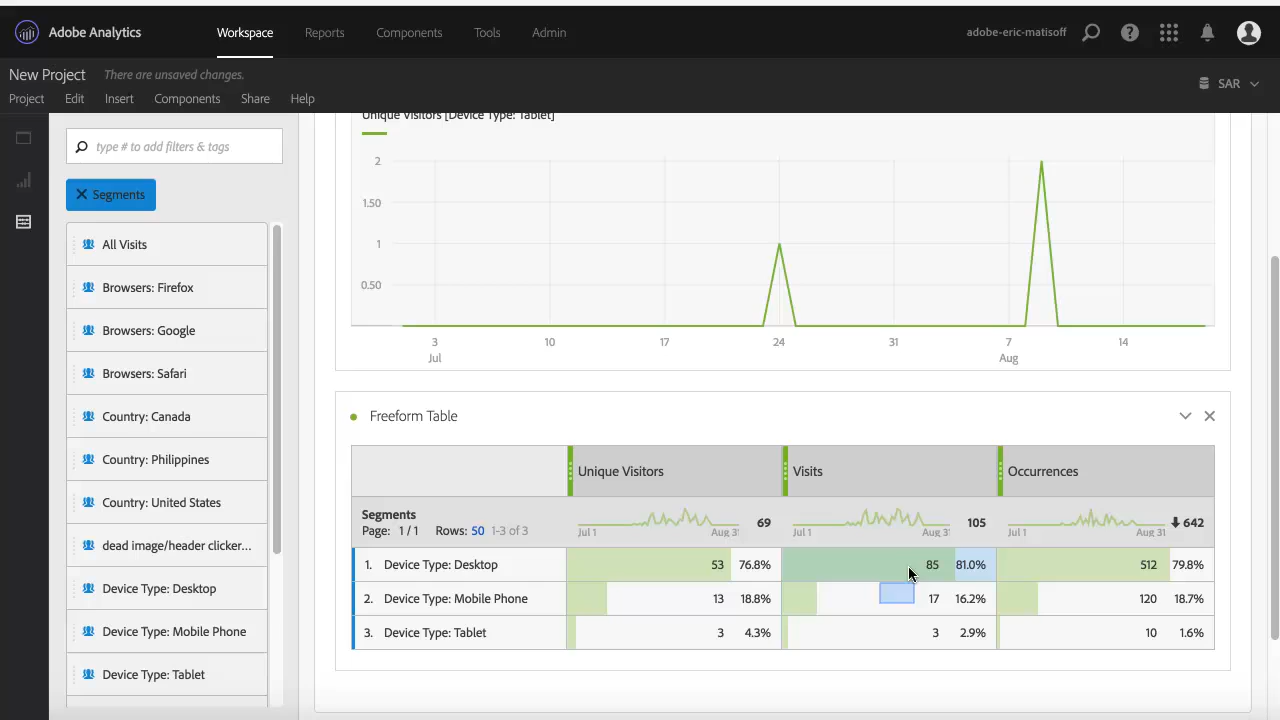 Adobe Analytics Workspace Reports Components Tools Admin adobe-eric-matisoff
New Project There are unsaved changes.
Project Edit Insert Components Share Help SAR
type # to add filters & tags
Segments
All Visits
Browsers: Firefox
Browsers: Google
Browsers: Safari
Country: Canada
Country: Philippines
Country: United States
dead image/header clicker...
Device Type: Desktop
Device Type: Mobile Phone
Device Type: Tablet
Unique Visitors [Device Type: Tablet]
2
1.50
1
0.50
3 10 17 24 31 7 14
Jul Aug
Freeform Table
Unique Visitors Visits Occurrences
Segments
Page: 1 / 1 Rows: 50 1-3 of 3
Jul 1 Aug 31 69 Jul 1 Aug 31 105 Jul 1 Aug 31 642
1. Device Type: Desktop 53 76.8% 85 81.0% 512 79.8%
2. Device Type: Mobile Phone 13 18.8% 17 16.2% 120 18.7%
3. Device Type: Tablet 3 4.3% 3 2.9% 10 1.6%